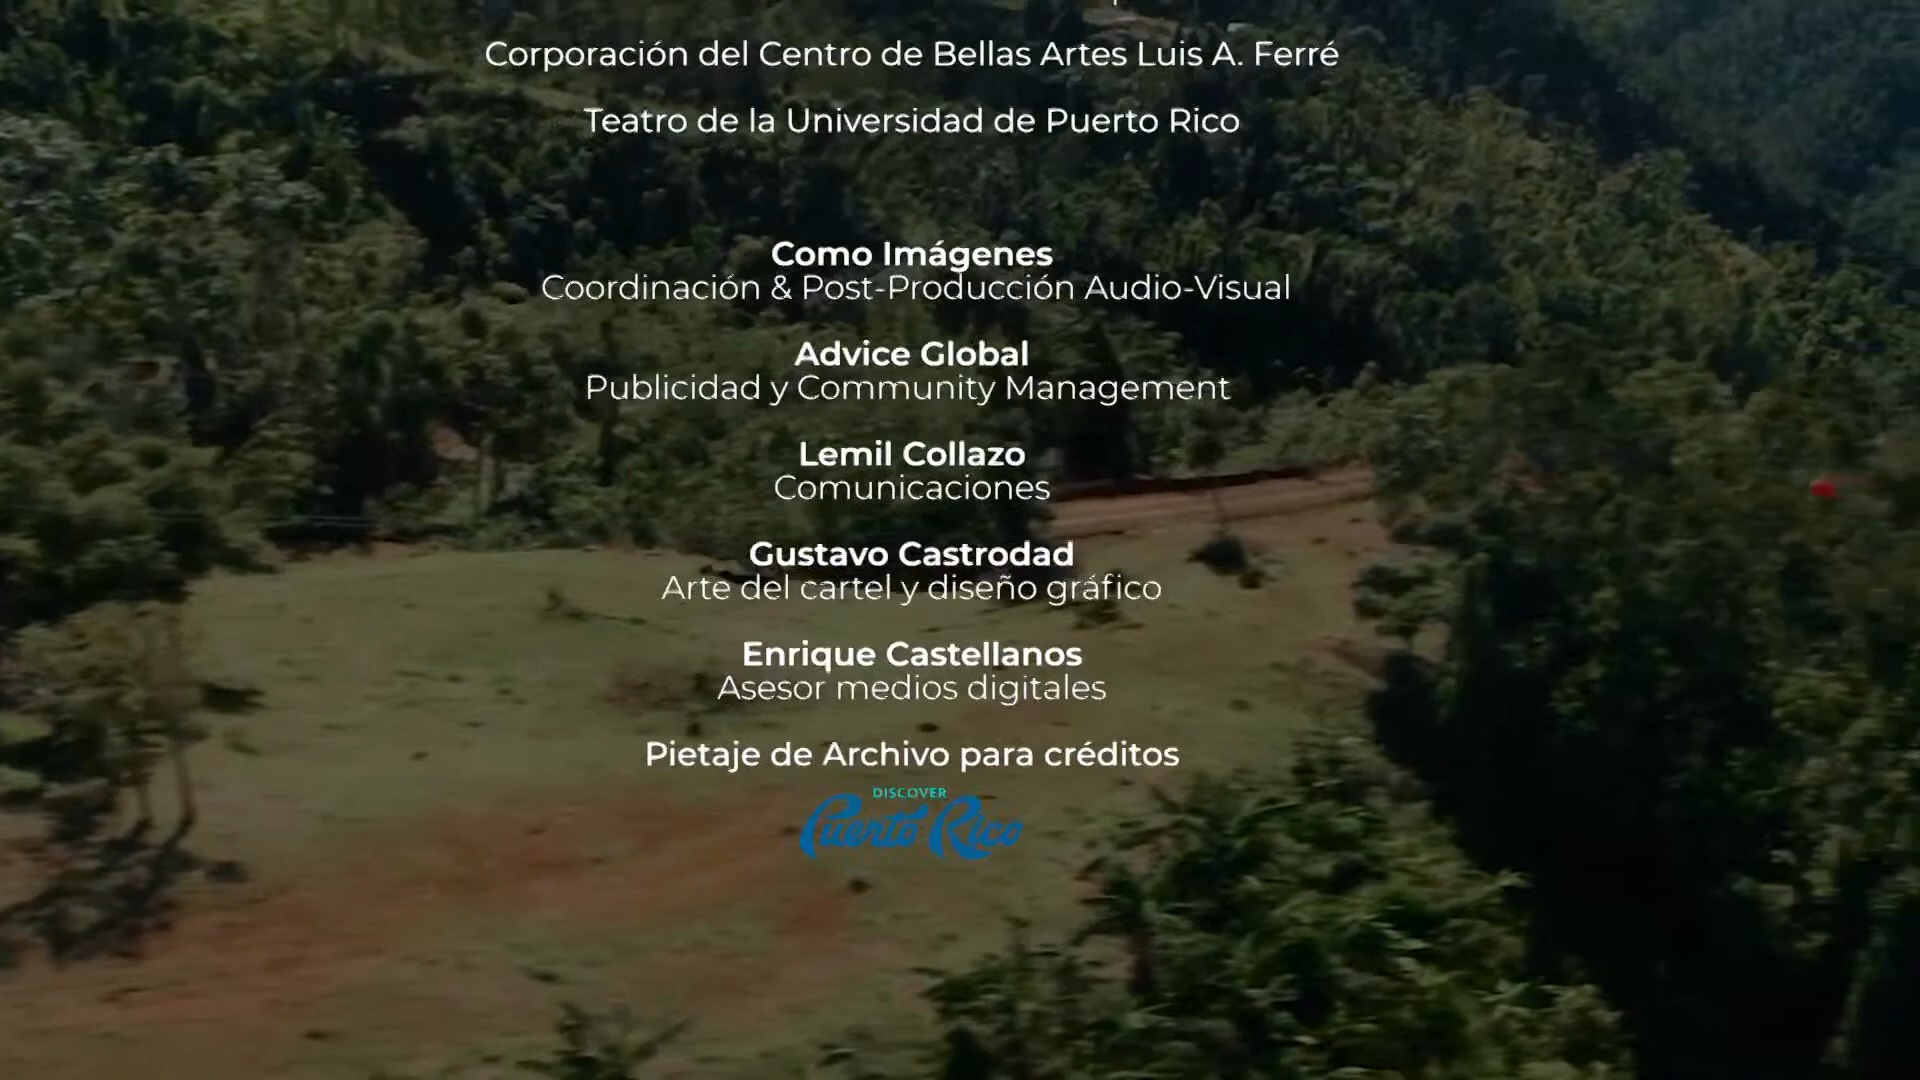 Corporación del Centro de Bellas Artes Luis A. Ferré
Teatro de la Universidad de Puerto Rico
Como Imágenes
Coordinación & Post-Producción Audio-Visual
Advice Global
Publicidad y Community Management
Lemil Collazo
Comunicaciones
Gustavo Castrodad
Arte del cartel y diseño gráfico
Enrique Castellanos
Asesor medios digitales
Pietaje de Archivo para créditos
DISCOVER
Puerto Rico